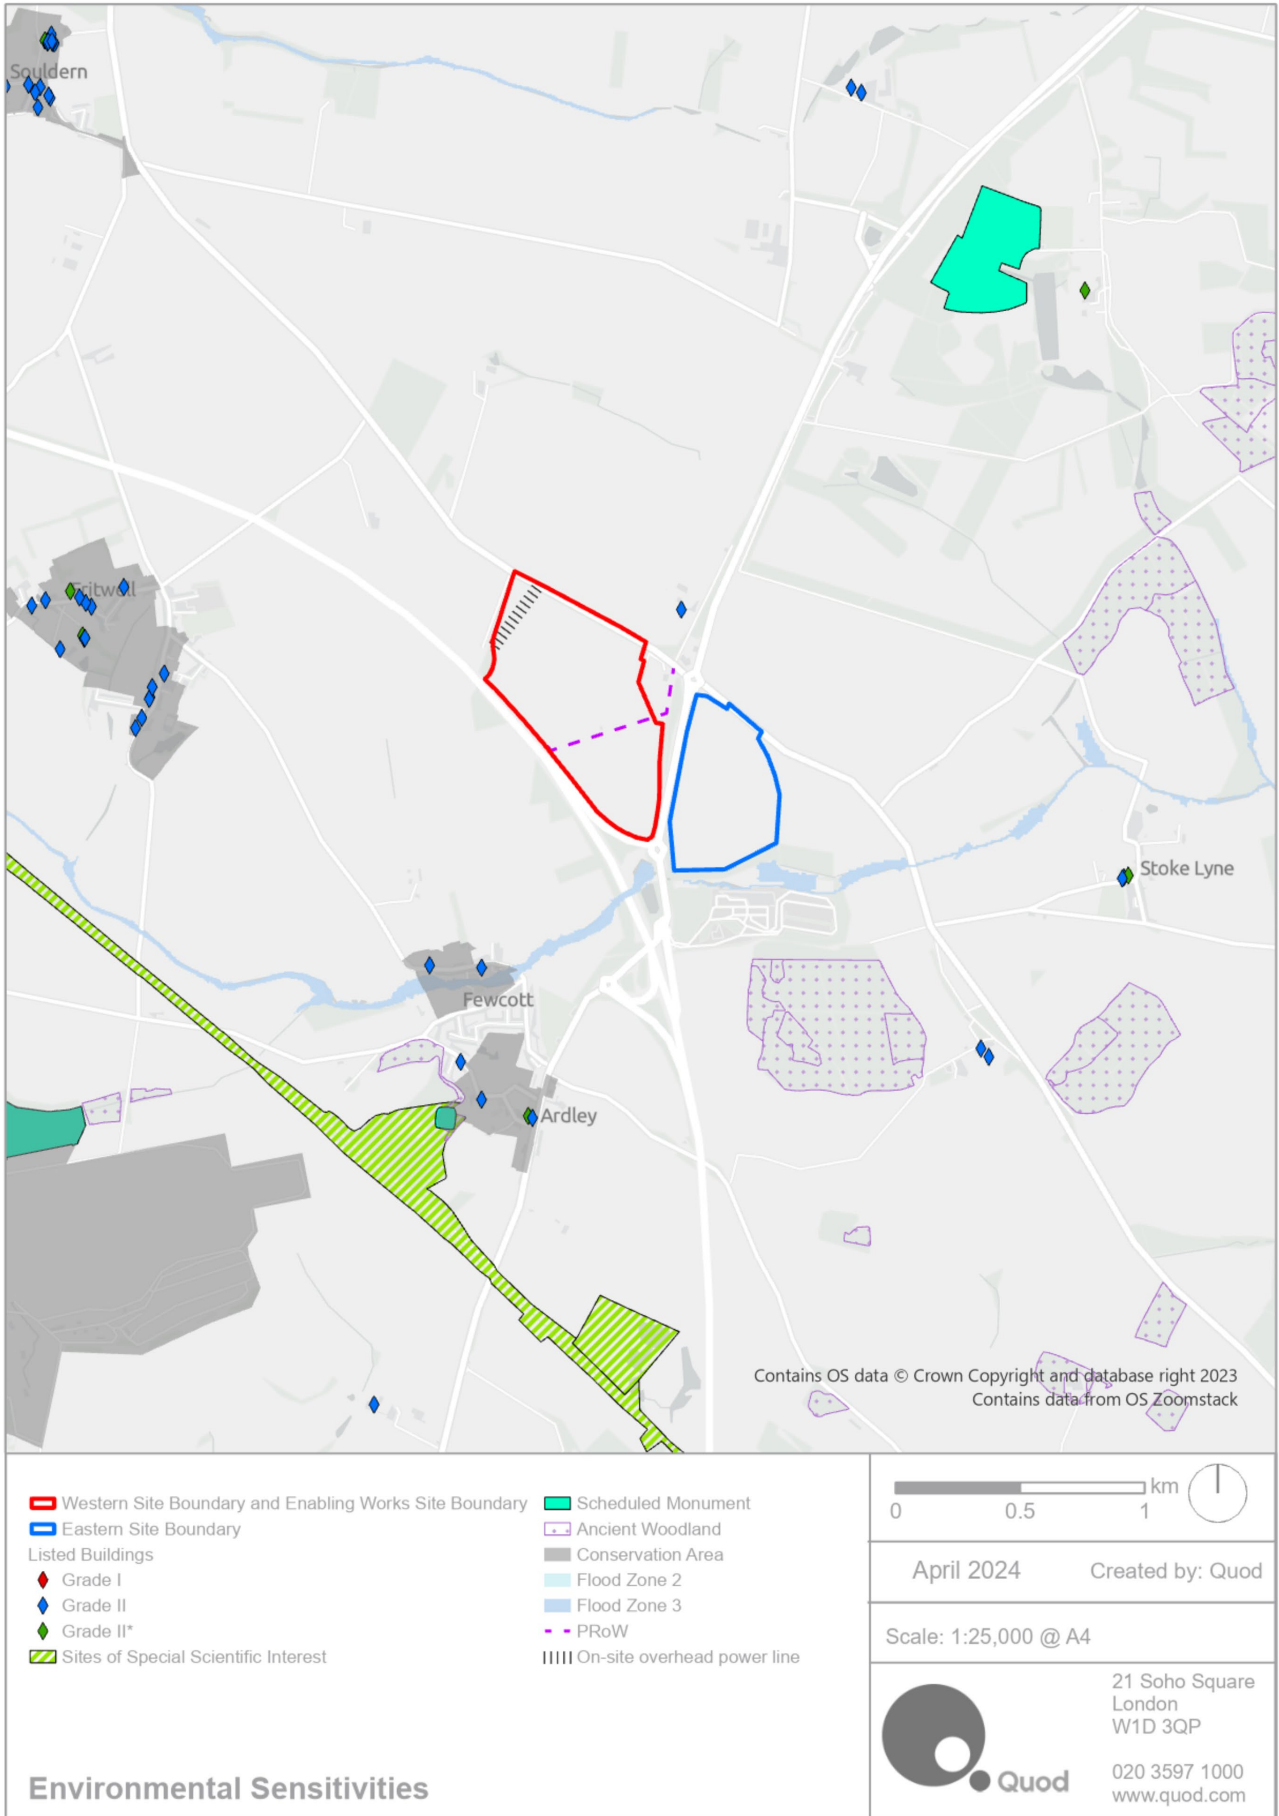 Souldern
Fritwell
Stoke Lyne
Fewcott
Ardley
Contains OS data © Crown Copyright and database right 2023
Contains data from OS Zoomstack
Western Site Boundary and Enabling Works Site Boundary
Eastern Site Boundary
Listed Buildings
Grade I
Grade II
Grade II*
Sites of Special Scientific Interest
Scheduled Monument
Ancient Woodland
Conservation Area
Flood Zone 2
Flood Zone 3
PRoW
On-site overhead power line
Environmental Sensitivities
km
0 0.5 1
April 2024 Created by: Quod
Scale: 1:25,000 @ A4
Quod
21 Soho Square
London
W1D 3QP
020 3597 1000
www.quod.com